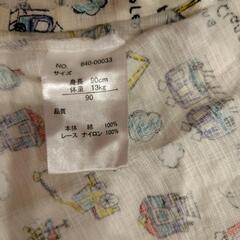 NO. 840-00033
サイズ
身長 90cm
体重 13kg
90
品質
本体 綿 100%
レース ナイロン 100%